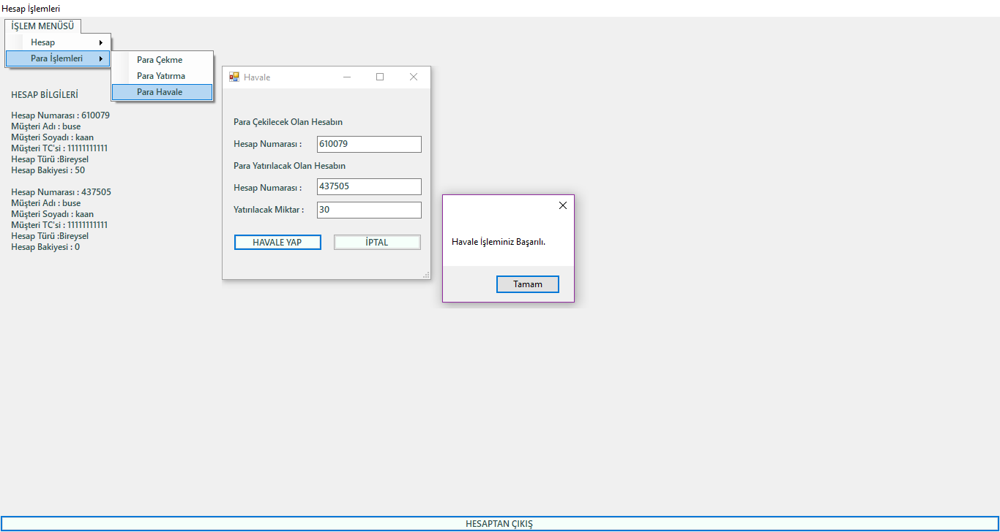 Hesap İşlemleri
İŞLEM MENÜSÜ
Hesap
Para İşlemleri
Para Çekme
Para Yatırma
Para Havale
HESAP BİLGİLERİ
Hesap Numarası : 610079
Müşteri Adı : buse
Müşteri Soyadı : kaan
Müşteri TC'si : 11111111111
Hesap Türü :Bireysel
Hesap Bakiyesi : 50
Hesap Numarası : 437505
Müşteri Adı : buse
Müşteri Soyadı : kaan
Müşteri TC'si : 11111111111
Hesap Türü :Bireysel
Hesap Bakiyesi : 0
Havale
Para Çekilecek Olan Hesabın
Hesap Numarası : 610079
Para Yatırılacak Olan Hesabın
Hesap Numarası : 437505
Yatırılacak Miktar : 30
HAVALE YAP İPTAL
Havale İşleminiz Başarılı.
Tamam
HESAPTAN ÇIKIŞ